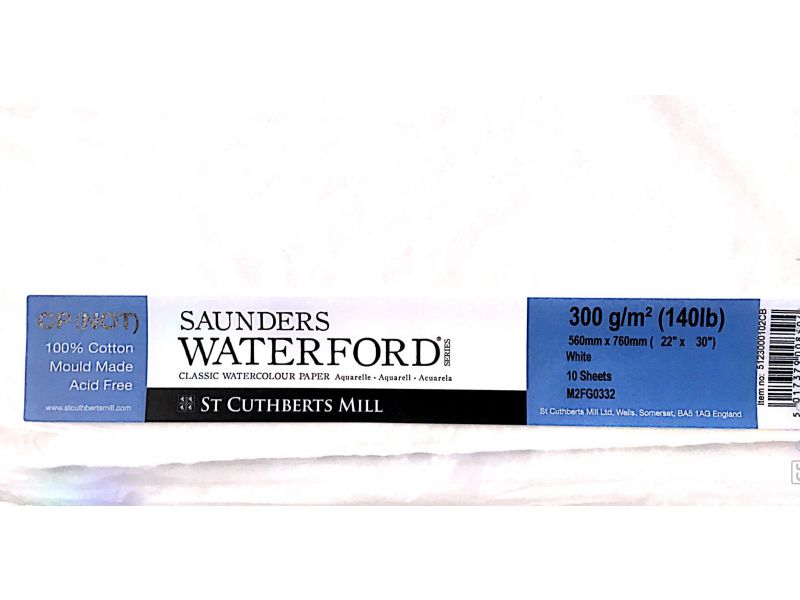 CP (NOT)
100% Cotton
Mould Made
Acid Free
www.stcuthbertsmill.com
SAUNDERS
WATERFORD®
SERIES
CLASSIC WATERCOLOUR PAPER Aquarelle • Aquarell • Acuarela
ST CUTHBERTS MILL
300 g/m² (140lb)
560mm x 760mm ( 22" x 30")
White
10 Sheets
M2FG0332
St Cuthberts Mill Ltd, Wells, Somerset, BA5 1AG England
Item no: 5123000102CB